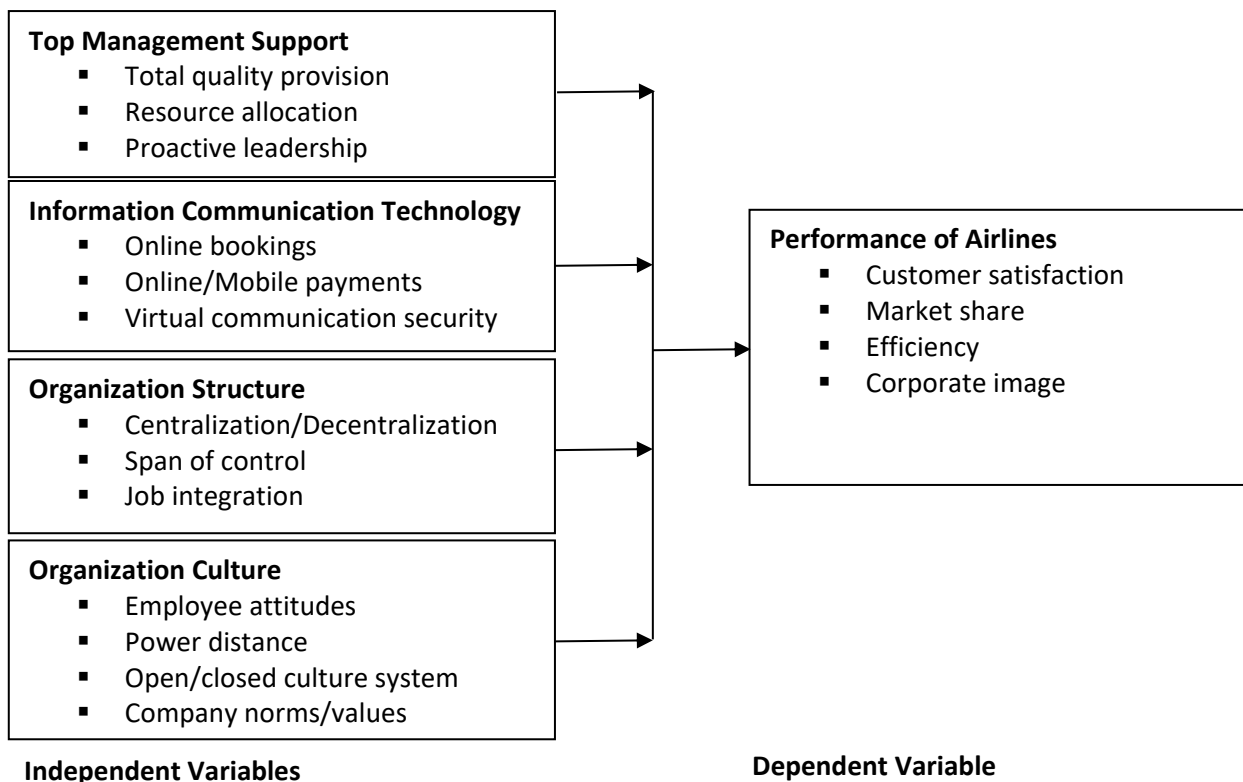 Top Management Support
▪ Total quality provision
▪ Resource allocation
▪ Proactive leadership
Information Communication Technology
▪ Online bookings
▪ Online/Mobile payments
▪ Virtual communication security
Organization Structure
▪ Centralization/Decentralization
▪ Span of control
▪ Job integration
Organization Culture
▪ Employee attitudes
▪ Power distance
▪ Open/closed culture system
▪ Company norms/values
Independent Variables
Performance of Airlines
▪ Customer satisfaction
▪ Market share
▪ Efficiency
▪ Corporate image
Dependent Variable